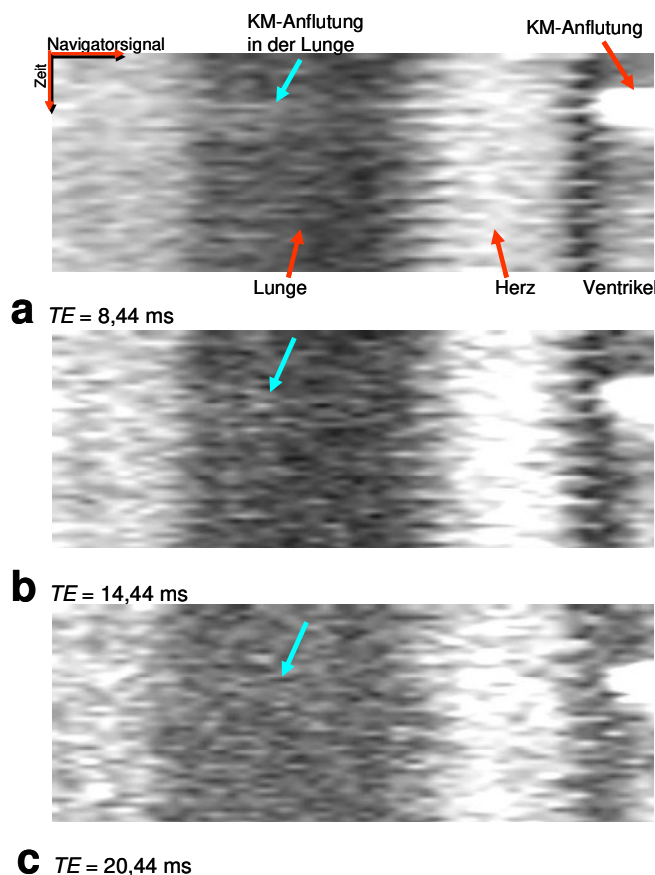 KM-Anflutung
in der Lunge
KM-Anflutung
Navigatorsignal
Zeit
Lunge
Herz
Ventrikel
a TE = 8,44 ms
b TE = 14,44 ms
c TE = 20,44 ms